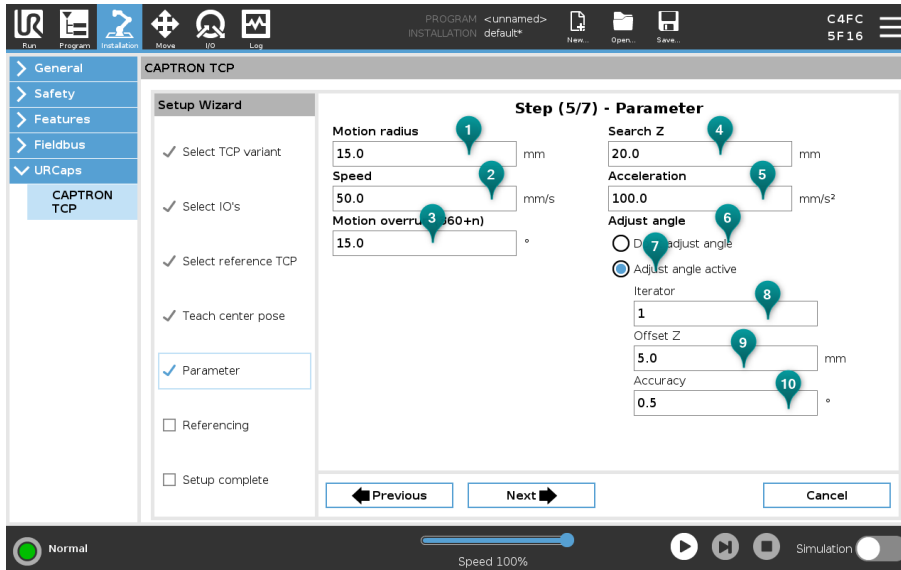 PROGRAM <unnamed>
INSTALLATION default*
C4FC
5F16
Run Program Installation Move I/O Log New... Open... Save...
General
Safety
Features
Fieldbus
URCaps
CAPTRON
TCP
CAPTRON TCP
Setup Wizard
Select TCP variant
Select IO's
Select reference TCP
Teach center pose
Parameter
Referencing
Setup complete
Step (5/7) - Parameter
Motion radius
1
15.0 mm
Speed
2
50.0 mm/s
Motion overru 60+n)
3
15.0 °
Search Z
4
20.0 mm
Acceleration
5
100.0 mm/s²
Adjust angle
6
D adjust angle
7
Adjust angle active
Iterator
8
1
Offset Z
9
5.0 mm
Accuracy
10
0.5 °
Previous
Next
Cancel
Normal
Speed 100%
Simulation